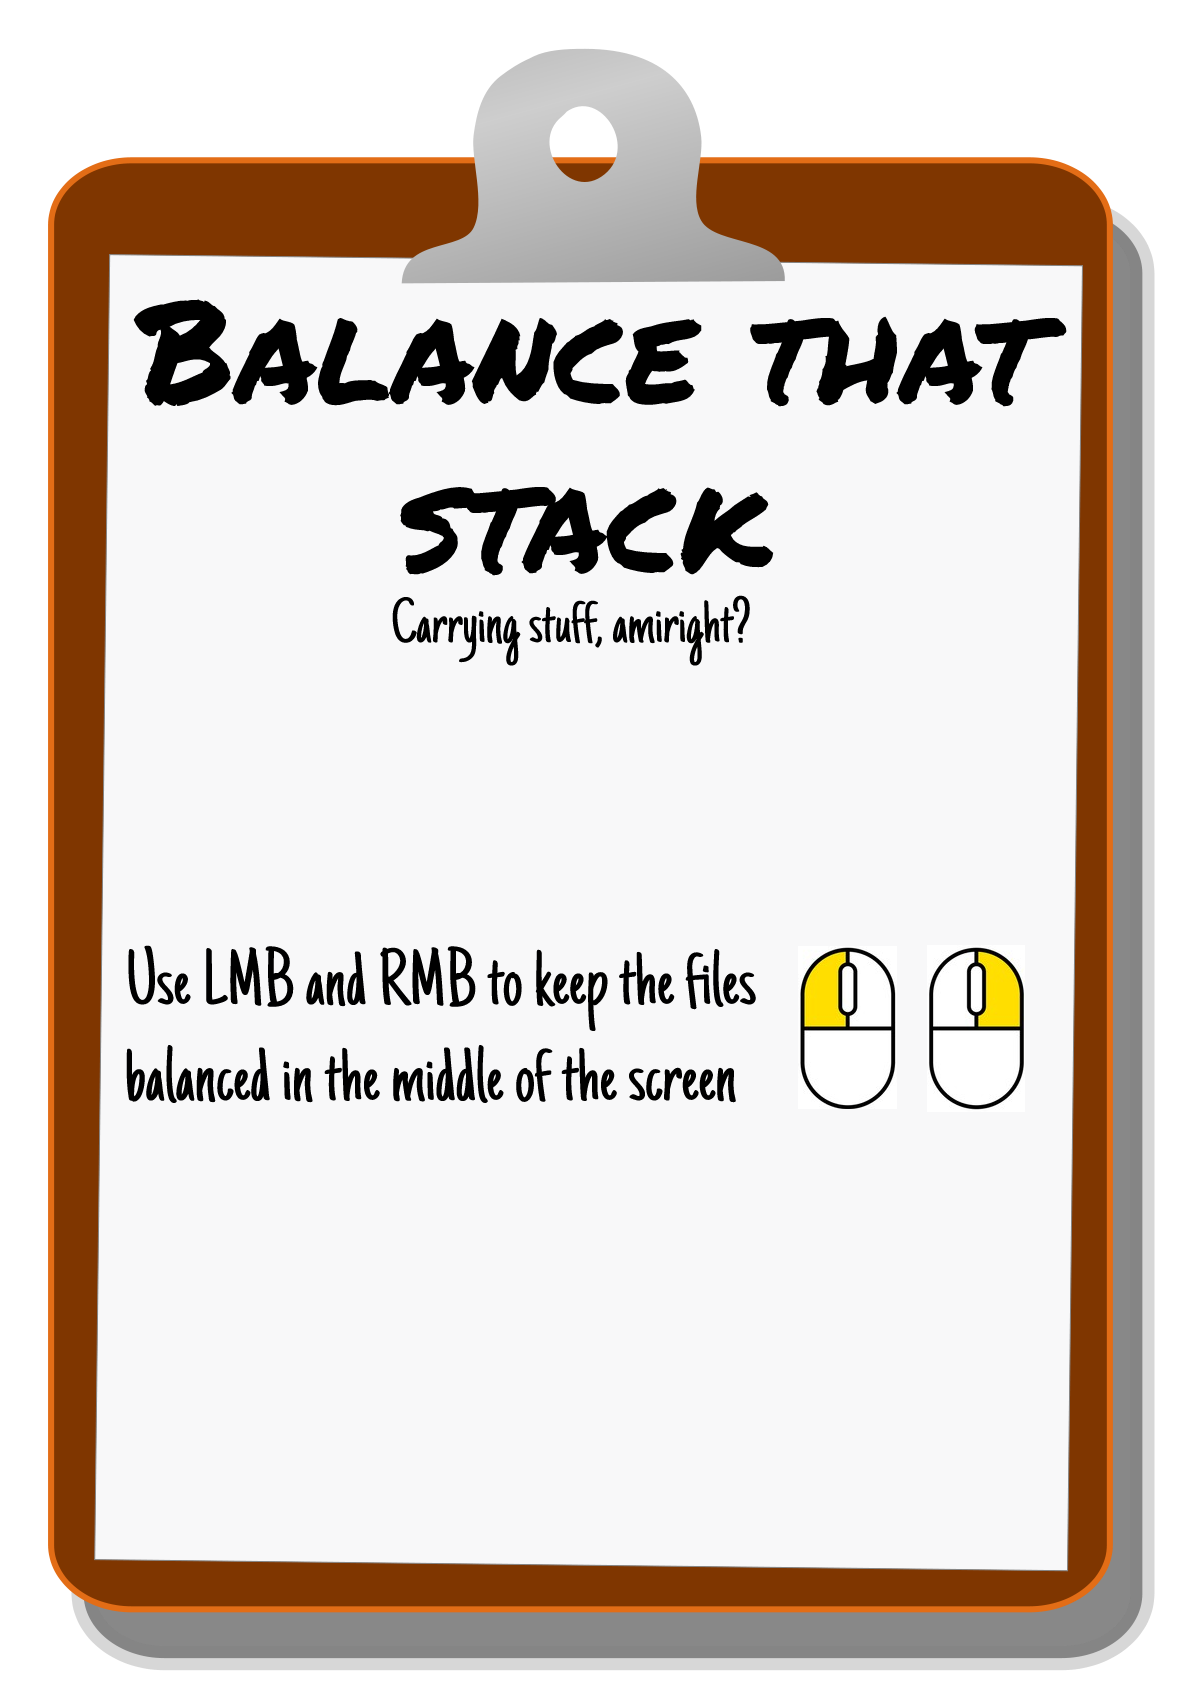 Balance that
stack
Carrying stuff, amiright?
Use LMB and RMB to keep the files
balanced in the middle of the screen